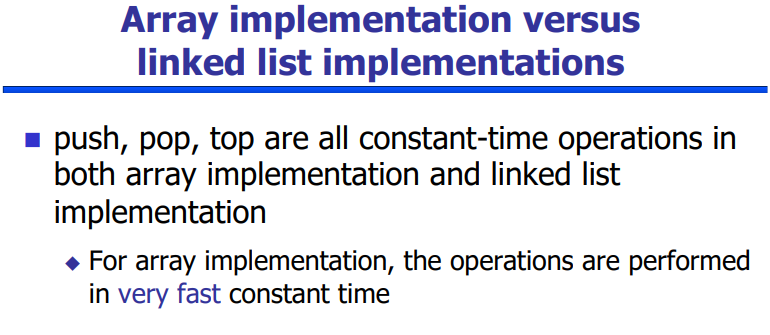 Array implementation versus
linked list implementations
push, pop, top are all constant-time operations in
both array implementation and linked list
implementation
For array implementation, the operations are performed
in very fast constant time